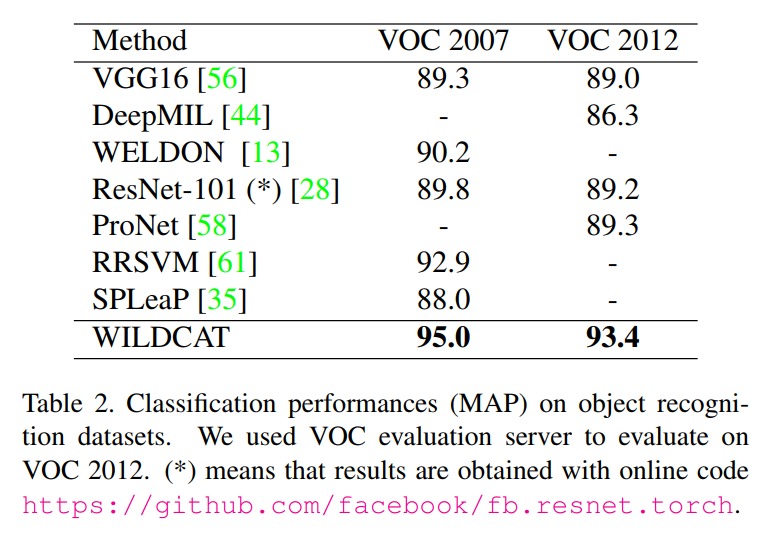 Method VOC 2007 VOC 2012
VGG16 [56] 89.3 89.0
DeepMIL [44] - 86.3
WELDON [13] 90.2 -
ResNet-101 (*) [28] 89.8 89.2
ProNet [58] - 89.3
RRSVM [61] 92.9 -
SPLeaP [35] 88.0 -
WILDCAT 95.0 93.4
Table 2. Classification performances (MAP) on object recogni-
tion datasets. We used VOC evaluation server to evaluate on
VOC 2012. (*) means that results are obtained with online code
https://github.com/facebook/fb.resnet.torch.